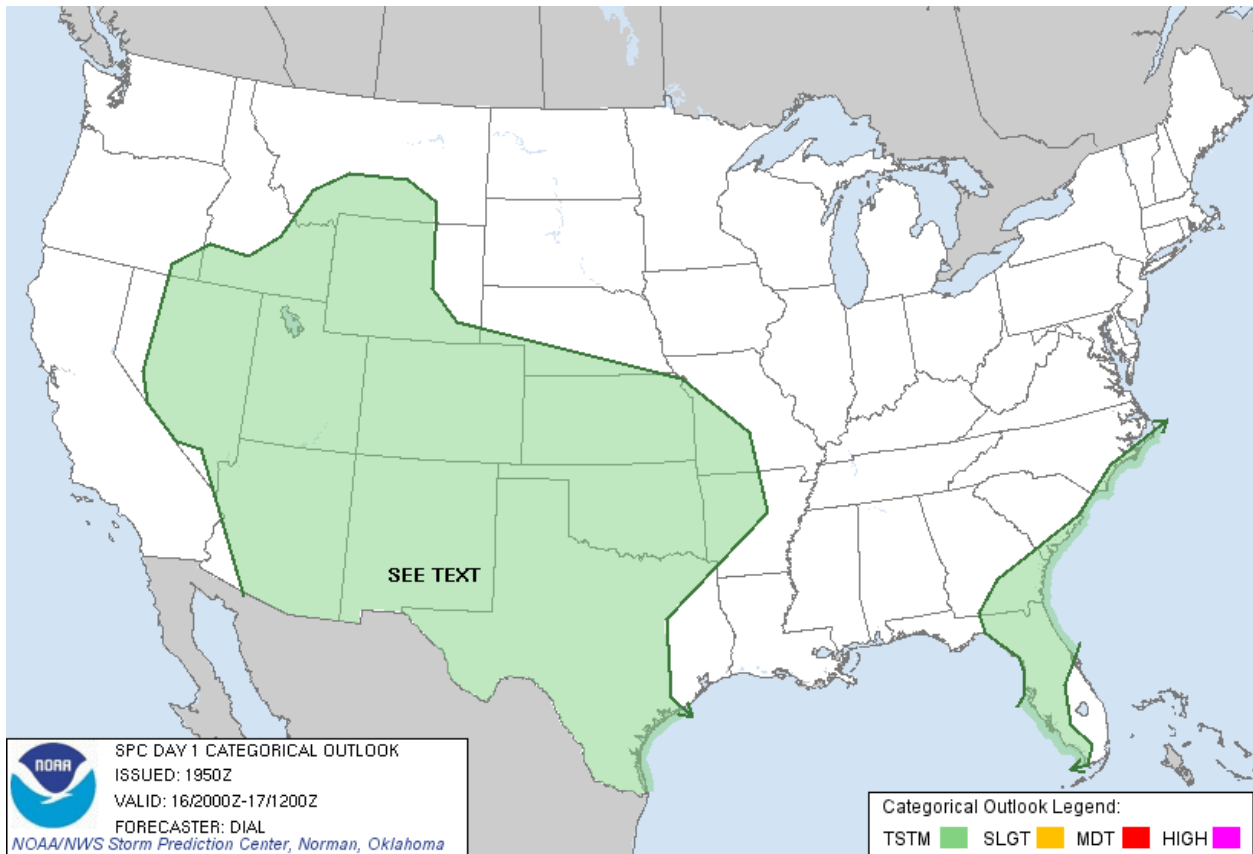 SEE TEXT
NOAA
SPC DAY 1 CATEGORICAL OUTLOOK
ISSUED: 1950Z
VALID: 16/2000Z-17/1200Z
FORECASTER: DIAL
NOAA/NWS Storm Prediction Center, Norman, Oklahoma
Categorical Outlook Legend:
TSTM SLGT MDT HIGH